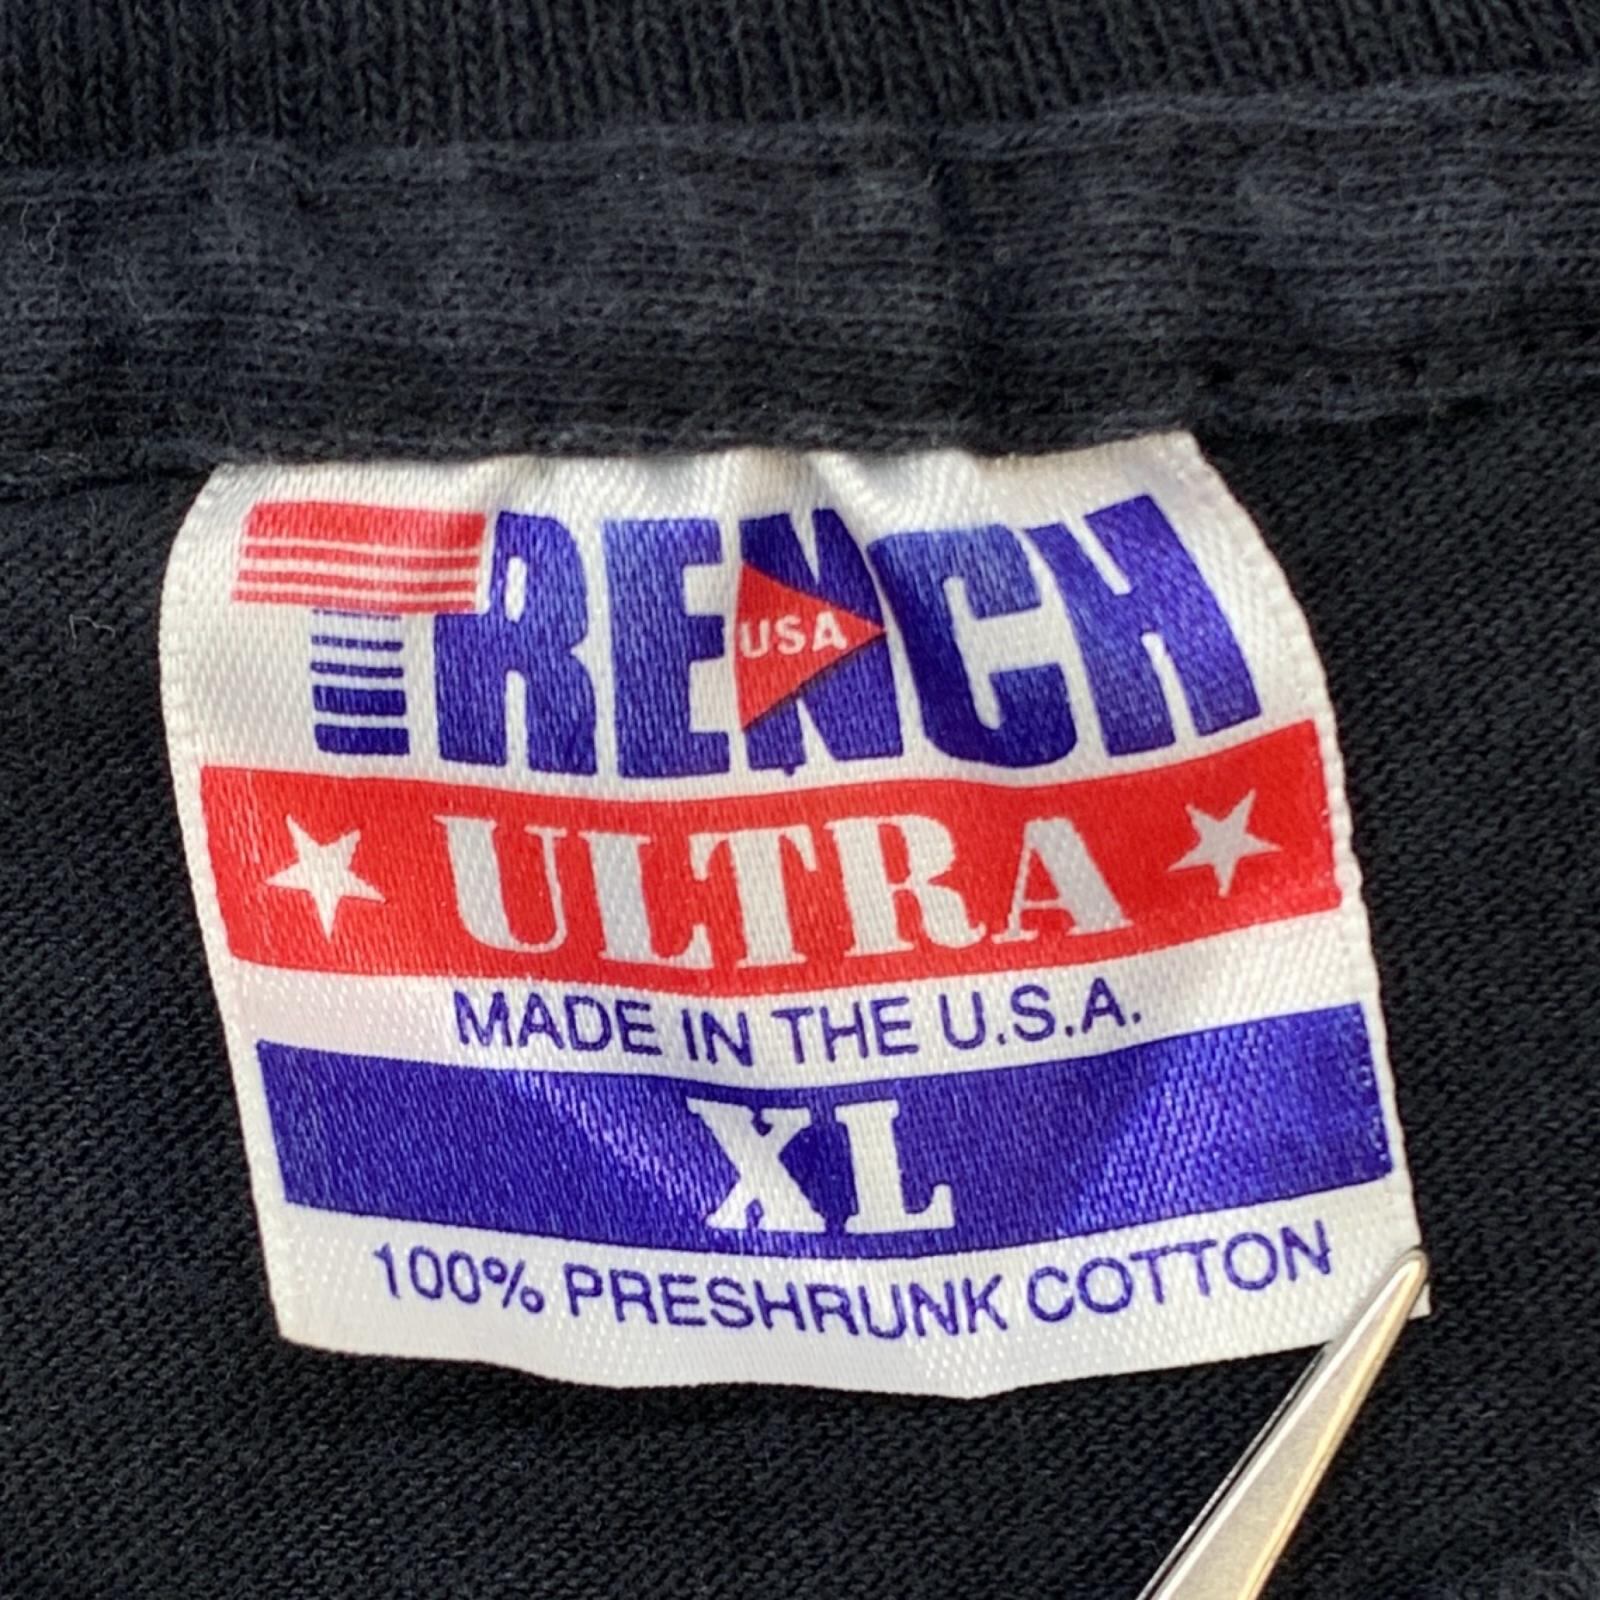 TRENCH
USA
ULTRA
MADE IN THE U.S.A.
XL
100% PRESHRUNK COTTON